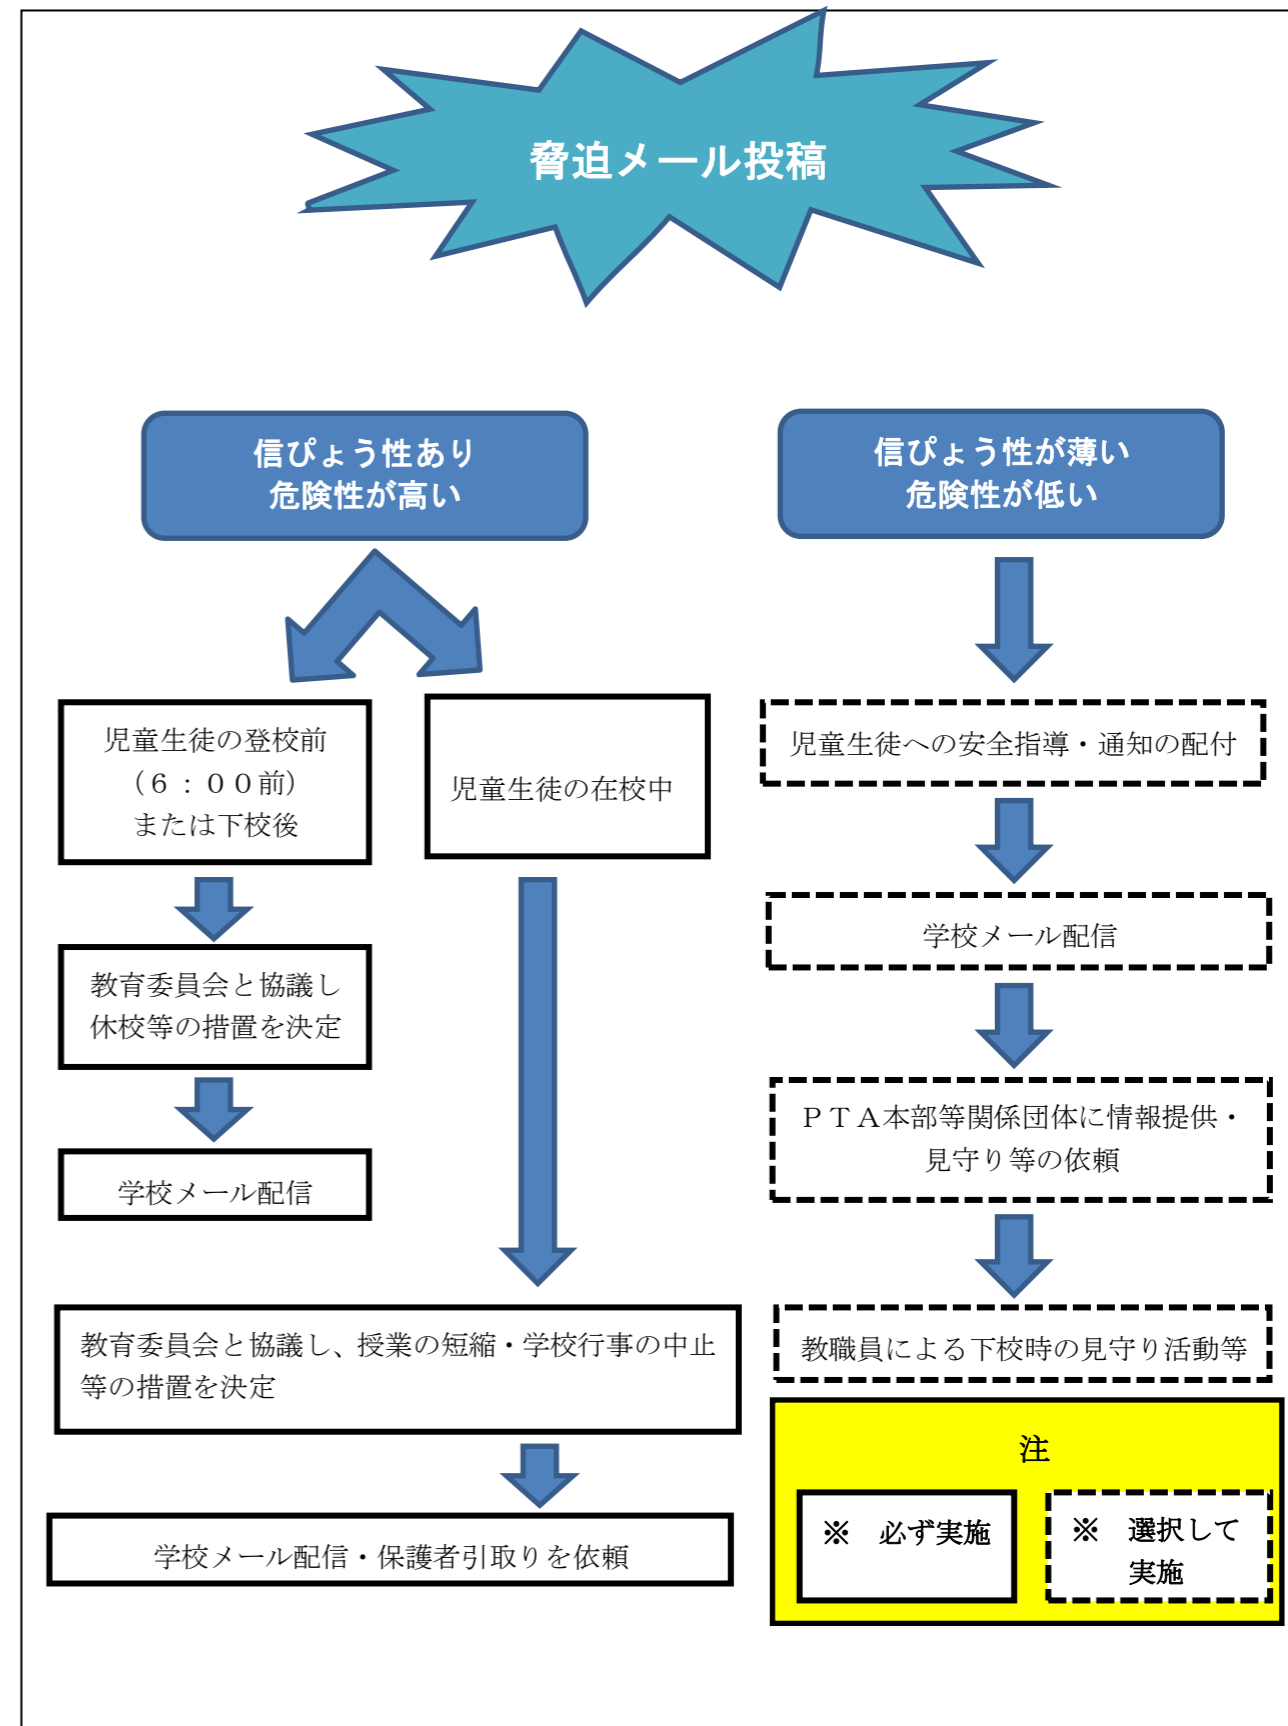 脅迫メール投稿
信ぴょう性あり
危険性が高い
信ぴょう性が薄い
危険性が低い
児童生徒の登校前
（６：００前）
または下校後
児童生徒の在校中
教育委員会と協議し
休校等の措置を決定
学校メール配信
教育委員会と協議し、授業の短縮・学校行事の中止
等の措置を決定
学校メール配信・保護者引取りを依頼
児童生徒への安全指導・通知の配付
学校メール配信
ＰＴＡ本部等関係団体に情報提供・
見守り等の依頼
教職員による下校時の見守り活動等
注
※　必ず実施
※　選択して
実施